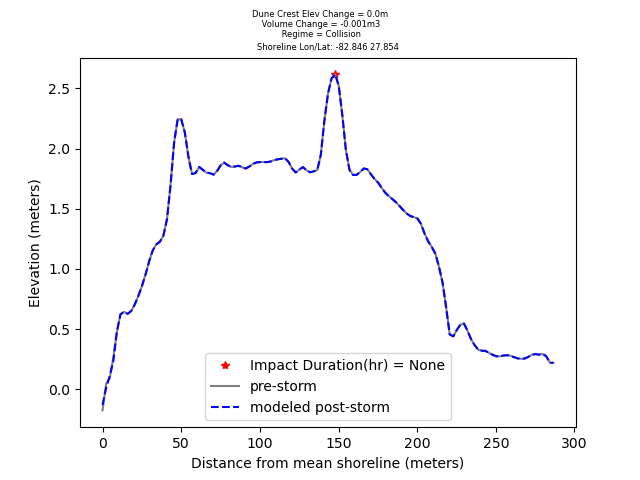 Dune Crest Elev Change = 0.0m
Volume Change = -0.001m3
Regime = Collision
Shoreline Lon/Lat: -82.846 27.854
2.5
2.0
1.5
1.0
0.5
0.0
Elevation (meters)
Impact Duration(hr) = None
pre-storm
modeled post-storm
0 50 100 150 200 250 300
Distance from mean shoreline (meters)